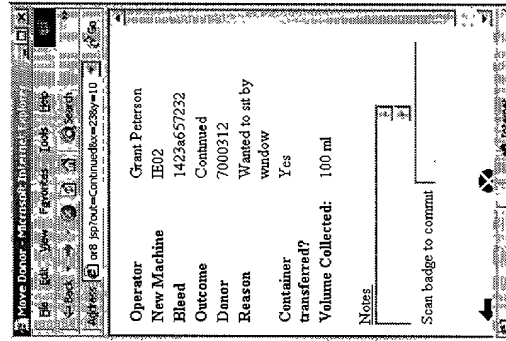 Move Donor - Microsoft Internet Explorer
File Edit View Favorites Tools Help
Back Search
Address or8 jsp?out=Continued&x=23&y=10 Go
Operator Grant Peterson
New Machine IE02
Bleed 1423a657232
Outcome Continued
Donor 7000312
Reason Wanted to sit by
window
Container
transferred? Yes
Volume Collected: 100 ml
Notes
Scan badge to commit